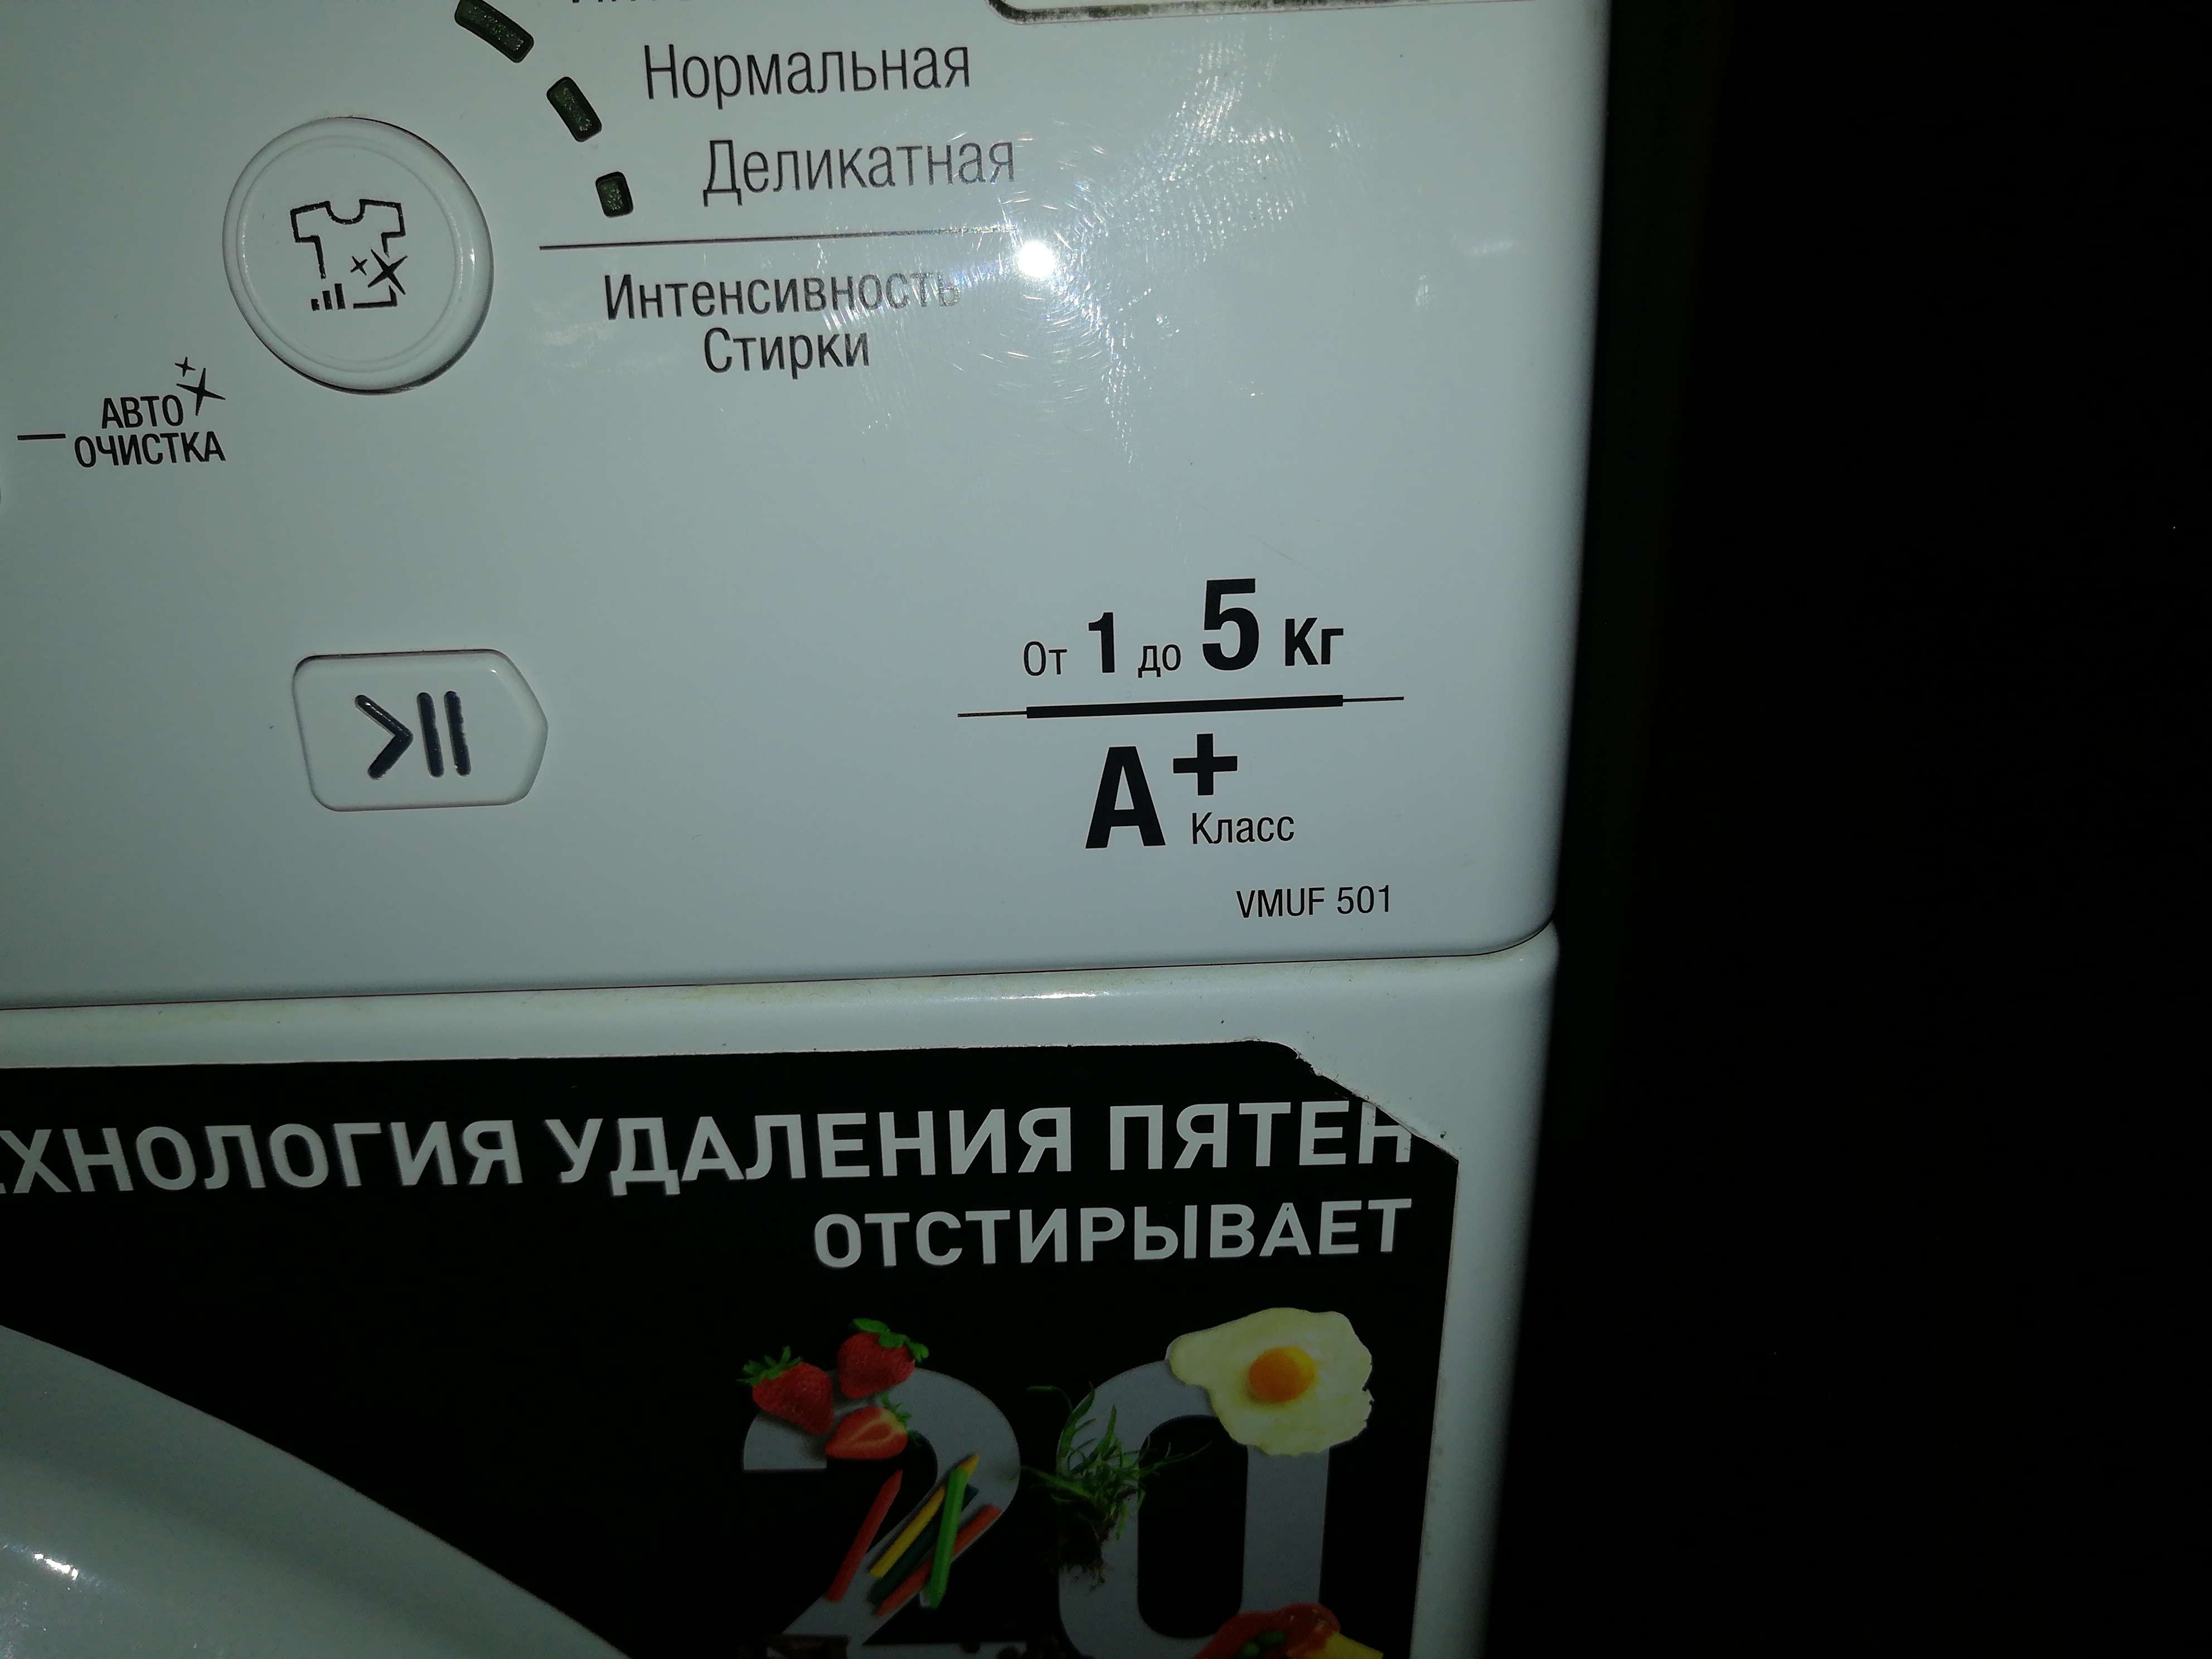 Нормальная
Деликатная
Интенсивность
Стирки
АВТО
ОЧИСТКА
От 1 до 5 Кг
A+
Класс
VMUF 501
ХНОЛОГИЯ УДАЛЕНИЯ ПЯТЕН
ОТСТИРЫВАЕТ
20